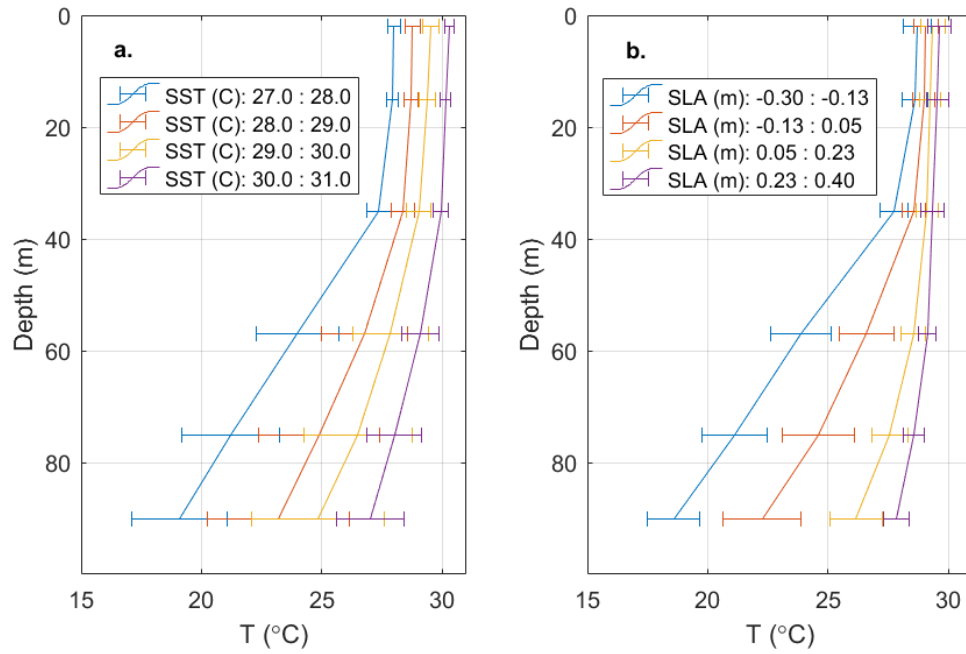 a.
SST (C): 27.0 : 28.0
SST (C): 28.0 : 29.0
SST (C): 29.0 : 30.0
SST (C): 30.0 : 31.0
0
20
40
60
80
Depth (m)
15
20
25
30
T (°C)
b.
SLA (m): -0.30 : -0.13
SLA (m): -0.13 : 0.05
SLA (m): 0.05 : 0.23
SLA (m): 0.23 : 0.40
0
20
40
60
80
Depth (m)
15
20
25
30
T (°C)